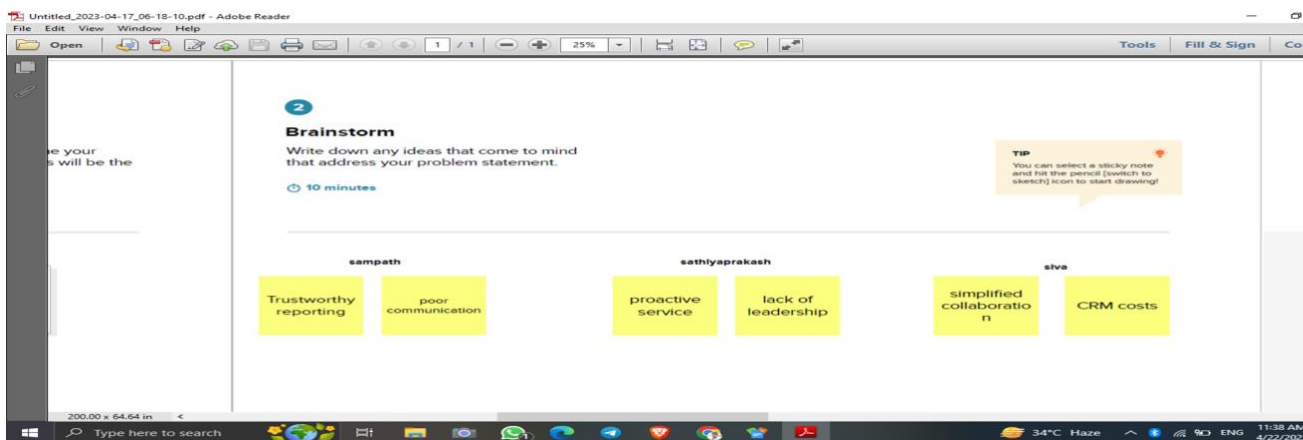 Untitled_2023-04-17_06-18-10.pdf - Adobe Reader
File Edit View Window Help
Open 1 / 1 25% Tools Fill & Sign Co
2
Brainstorm
Write down any ideas that come to mind
that address your problem statement.
10 minutes
e your
s will be the
TIP
You can select a sticky note
and hit the pencil [switch to
sketch] icon to start drawing!
sampath
sathiyaprakash
siva
Trustworthy
reporting
poor
communication
proactive
service
lack of
leadership
simplified
collaboratio
n
CRM costs
200.00 x 64.64 in
Type here to search
34°C Haze ENG
11:38 AM
4/22/202